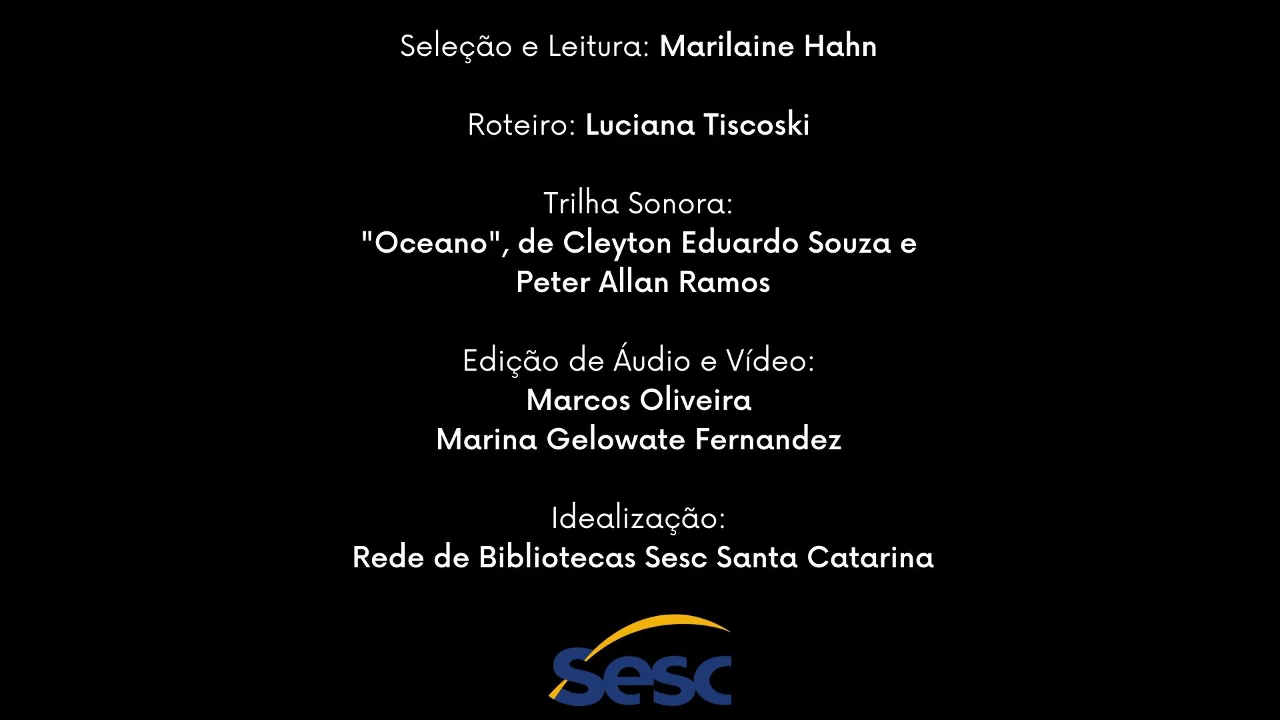 Seleção e Leitura: Marilaine Hahn
Roteiro: Luciana Tiscoski
Trilha Sonora:
"Oceano", de Cleyton Eduardo Souza e
Peter Allan Ramos
Edição de Áudio e Vídeo:
Marcos Oliveira
Marina Gelowate Fernandez
Idealização:
Rede de Bibliotecas Sesc Santa Catarina
Sesc